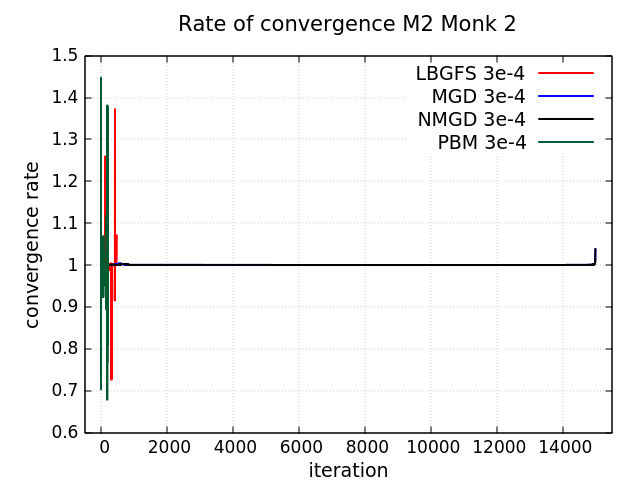 Rate of convergence M2 Monk 2
LBGFS 3e-4
MGD 3e-4
NMGD 3e-4
PBM 3e-4
convergence rate
1.5
1.4
1.3
1.2
1.1
1
0.9
0.8
0.7
0.6
0 2000 4000 6000 8000 10000 12000 14000
iteration